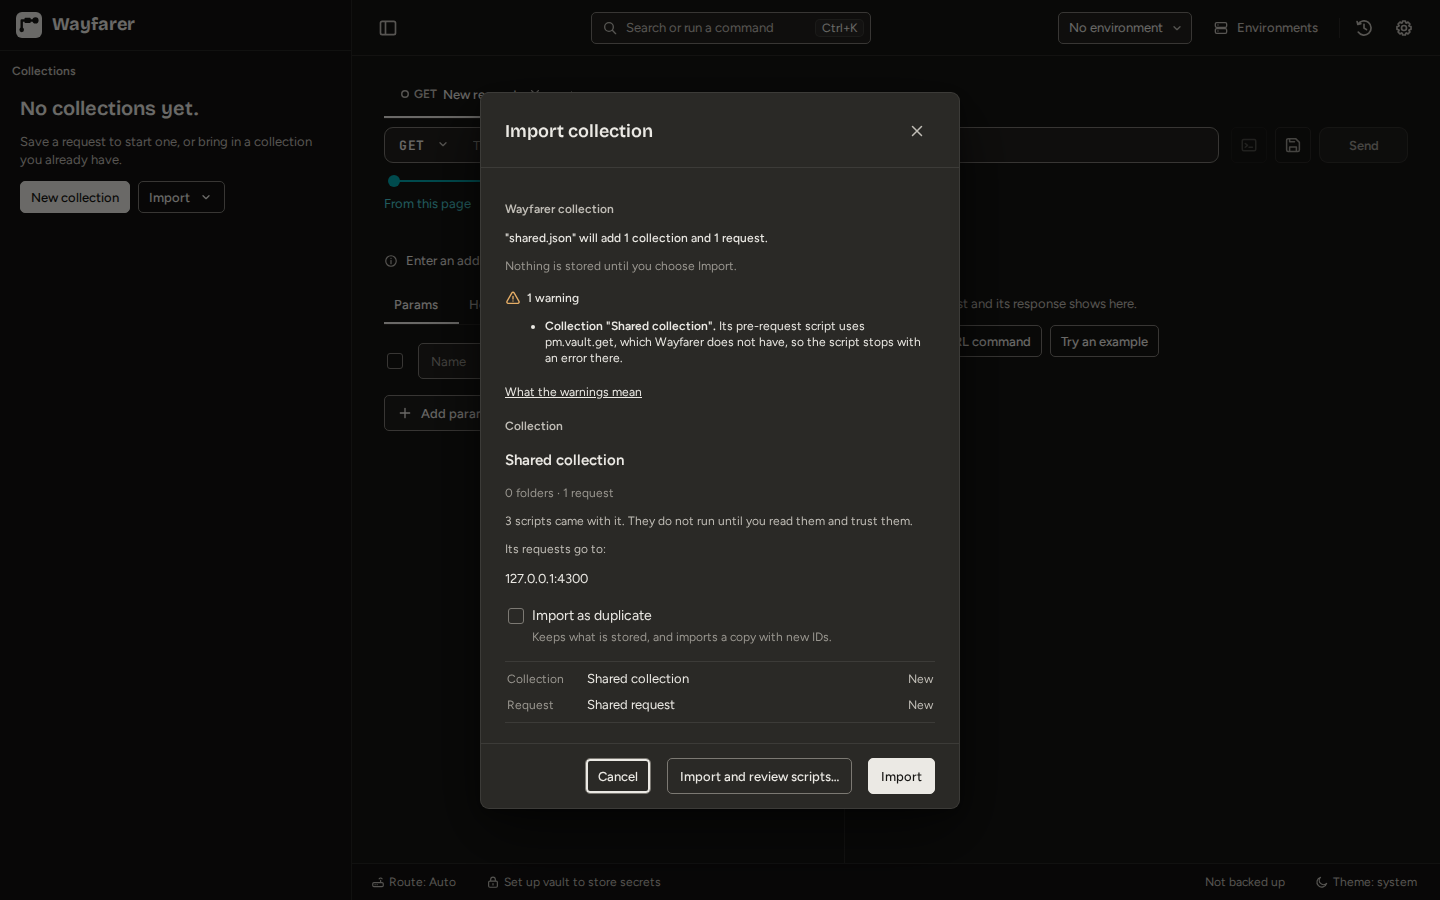 Wayfarer
Search or run a command
Ctrl+K
No environment
Environments
Collections
No collections yet.
Save a request to start one, or bring in a collection
you already have.
New collection
Import
GET New
GET
From this page
Enter an add
Params
Name
Add para
st and its response shows here.
command
Try an example
Send
Import collection
Wayfarer collection
"shared.json" will add 1 collection and 1 request.
Nothing is stored until you choose Import.
1 warning
Collection "Shared collection". Its pre-request script uses
pm.vault.get, which Wayfarer does not have, so the script stops with
an error there.
What the warnings mean
Collection
Shared collection
0 folders · 1 request
3 scripts came with it. They do not run until you read them and trust them.
Its requests go to:
127.0.0.1:4300
Import as duplicate
Keeps what is stored, and imports a copy with new IDs.
Collection Shared collection New
Request Shared request New
Cancel
Import and review scripts...
Import
Route: Auto
Set up vault to store secrets
Not backed up
Theme: system